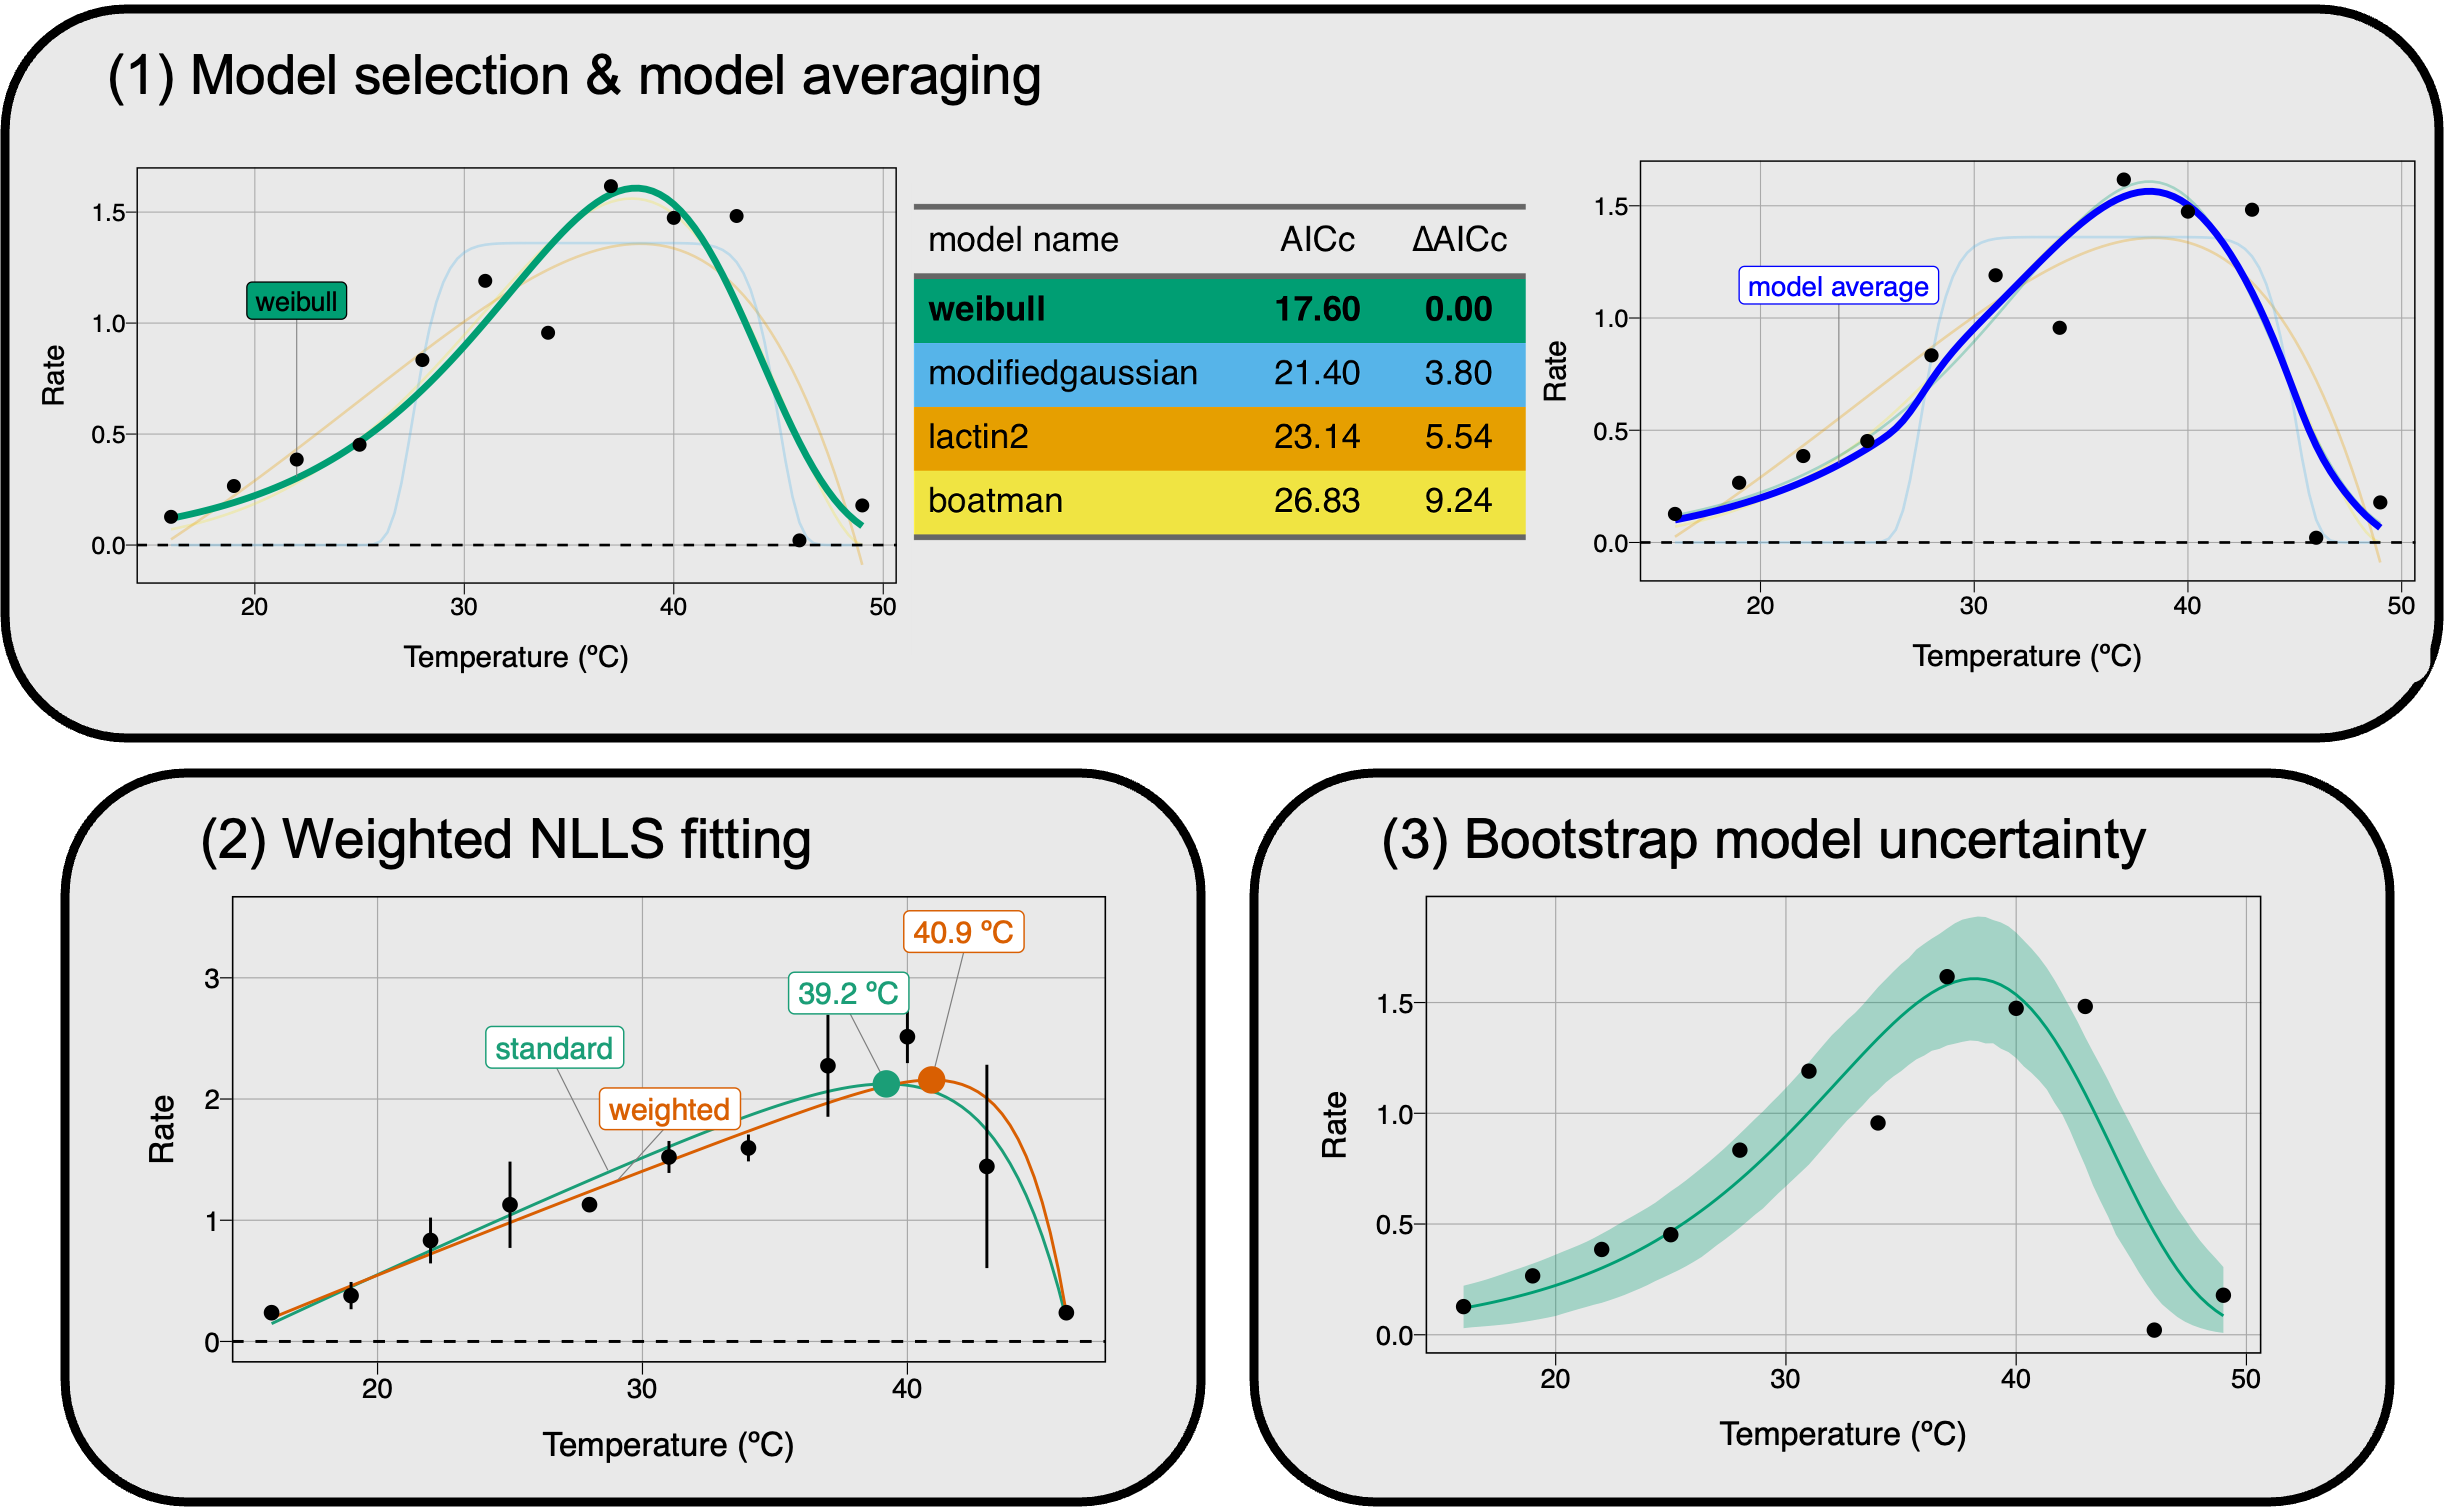 (1) Model selection & model averaging
1.5
1.0
0.5
0.0
Rate
weibull
20 30 40 50
Temperature (ºC)
model name AICc ΔAICc
weibull 17.60 0.00
modifiedgaussian 21.40 3.80
lactin2 23.14 5.54
boatman 26.83 9.24
1.5
1.0
0.5
0.0
Rate
model average
20 30 40 50
Temperature (ºC)
(2) Weighted NLLS fitting
3
2
1
0
Rate
40.9 ºC
39.2 ºC
standard
weighted
20 30 40
Temperature (ºC)
(3) Bootstrap model uncertainty
1.5
1.0
0.5
0.0
Rate
20 30 40 50
Temperature (ºC)